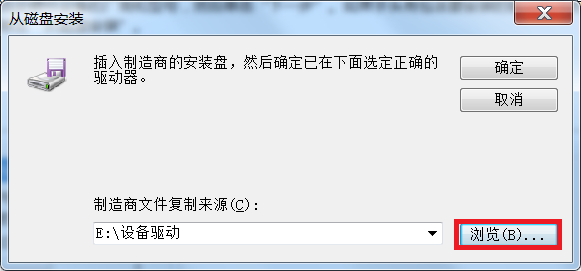 从磁盘安装
插入制造商的安装盘，然后确定已在下面选定正确的
驱动器。
确定
取消
制造商文件复制来源(C)：
E:\设备驱动
浏览(B)...